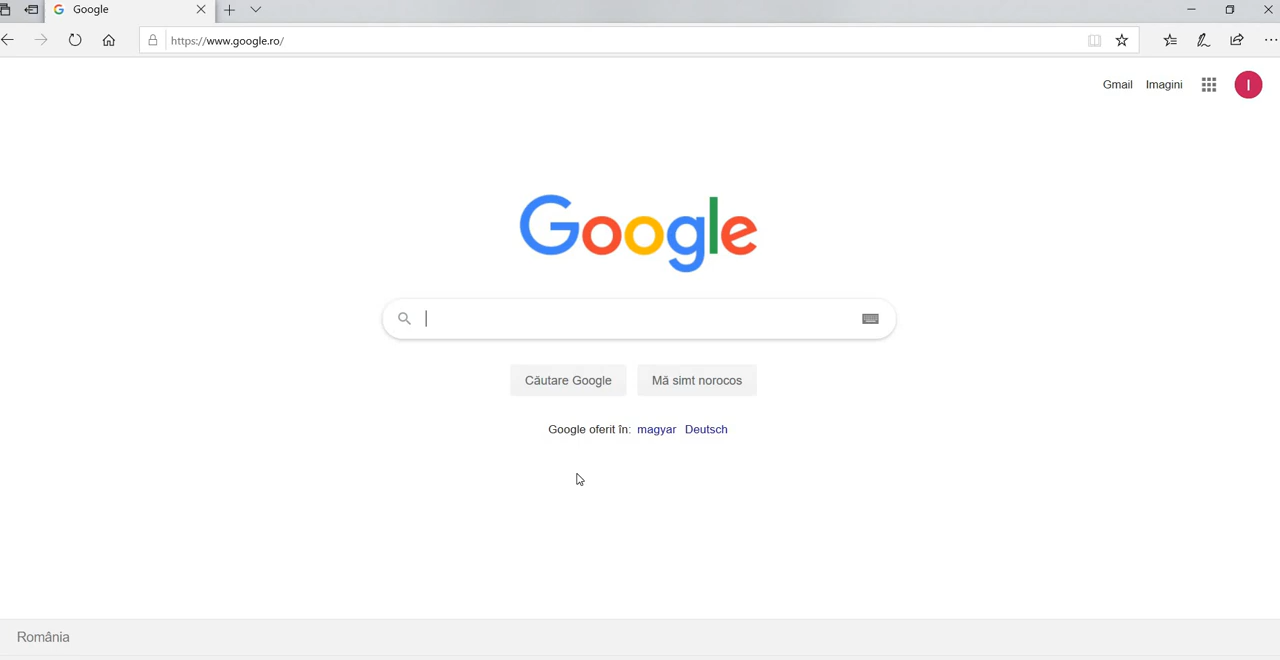 Google
https://www.google.ro/
Gmail Imagini
I
Google
Căutare Google Mă simt norocos
Google oferit în: magyar Deutsch
România